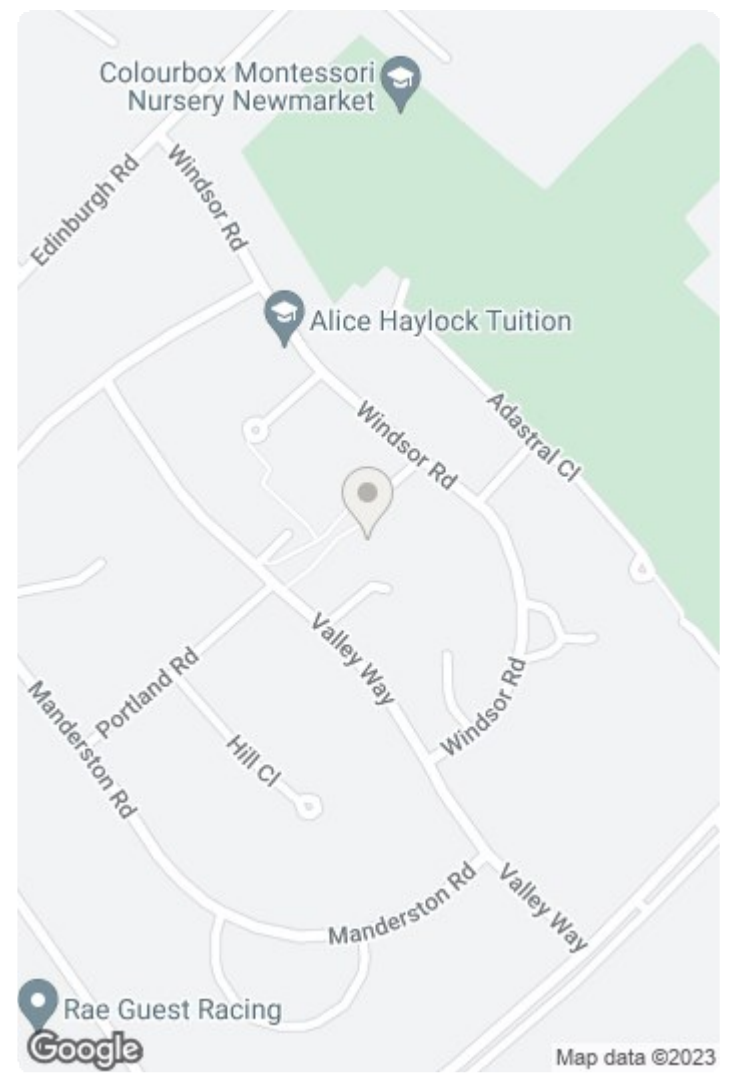 Colourbox Montessori
Nursery Newmarket
Edinburgh Rd
Windsor Rd
Alice Haylock Tuition
Windsor Rd
Adastral Cl
Valley Way
Portland Rd
Windsor Rd
Manderston Rd
Hill Cl
Manderston Rd
Valley Way
Rae Guest Racing
Google
Map data ©2023